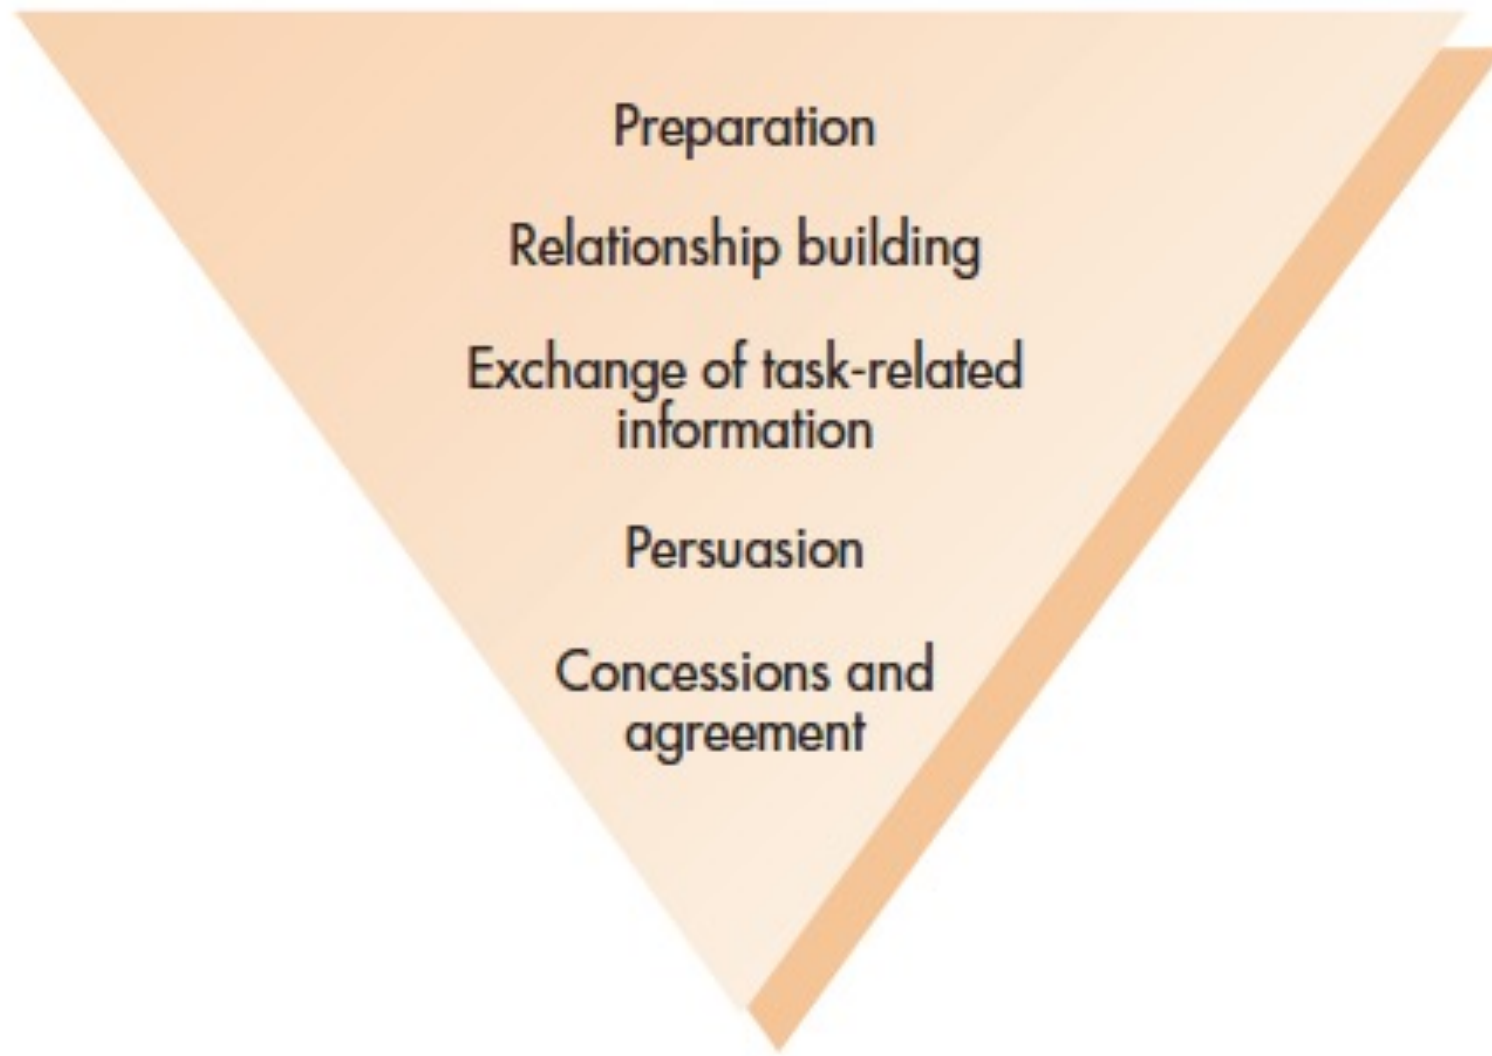 Preparation
Relationship building
Exchange of task-related
information
Persuasion
Concessions and
agreement